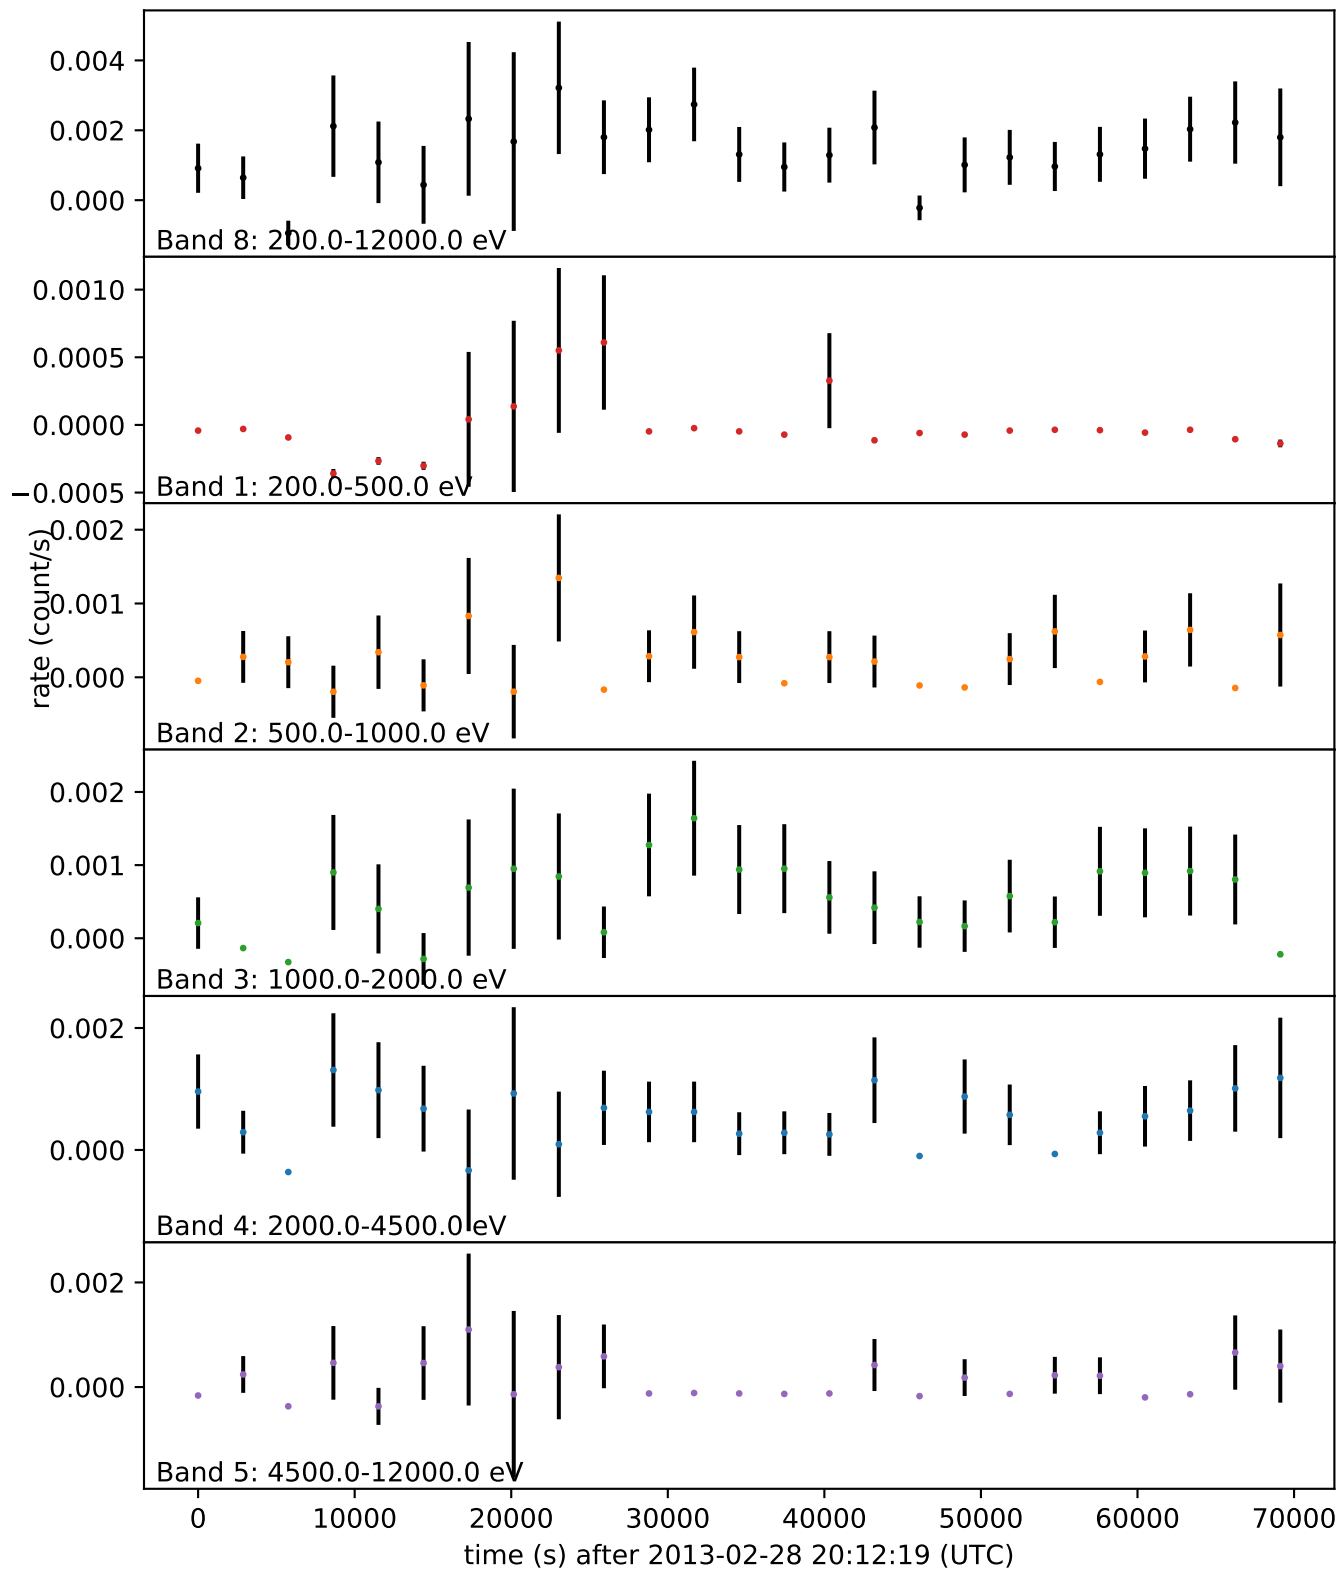 0.004
0.002
0.000
Band 8: 200.0-12000.0 eV
0.0010
0.0005
0.0000
−0.0005
Band 1: 200.0-500.0 eV
rate (count/s)
0.002
0.001
0.000
Band 2: 500.0-1000.0 eV
0.002
0.001
0.000
Band 3: 1000.0-2000.0 eV
0.002
0.000
Band 4: 2000.0-4500.0 eV
0.002
0.000
Band 5: 4500.0-12000.0 eV
0 10000 20000 30000 40000 50000 60000 70000
time (s) after 2013-02-28 20:12:19 (UTC)